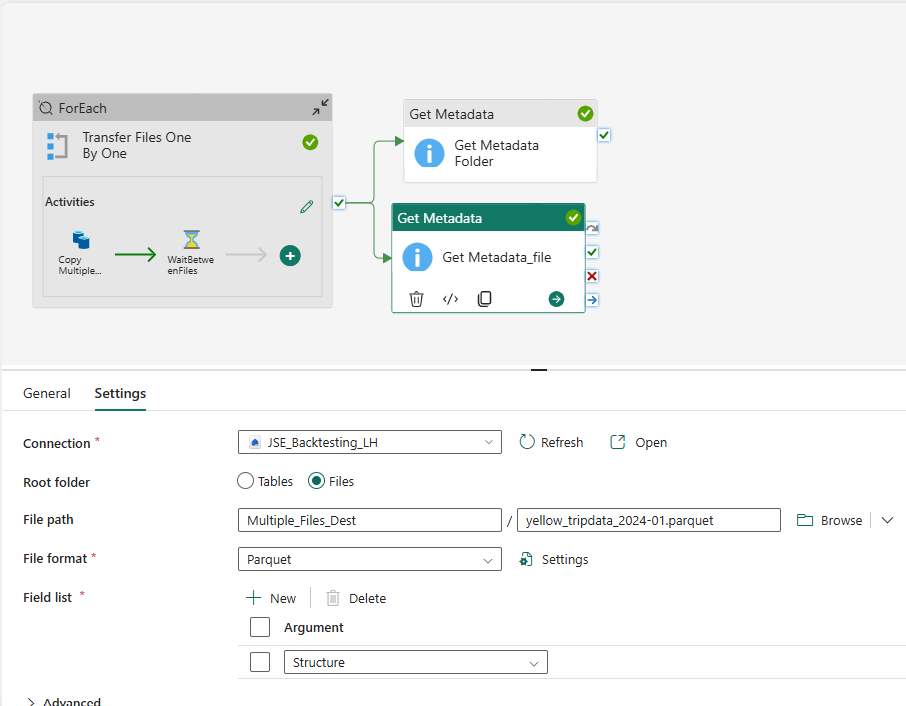 ForEach
Transfer Files One
By One
Activities
Copy
Multiple...
WaitBetwe
enFiles
Get Metadata
Get Metadata
Folder
Get Metadata
Get Metadata_file
General
Settings
Connection *
JSE_Backtesting_LH
Refresh
Open
Root folder
Tables
Files
File path
Multiple_Files_Dest
/
yellow_tripdata_2024-01.parquet
Browse
File format *
Parquet
Settings
Field list *
New
Delete
Argument
Structure
Advanced